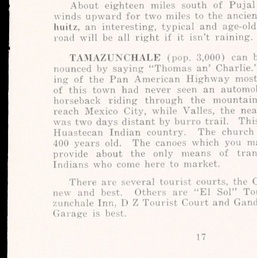 About eighteen miles south of Pujal
winds upward for two miles to the ancien
huitz, an interesting, typical and age-old
road will be all right if it isn't raining.
TAMAZUNCHALE (pop. 3,000) can b
nounced by saying "Thomas an' Charlie."
ing of the Pan American Highway most
of this town had never seen an automol
horseback riding through the mountain
reach Mexico City, while Valles, the nea
was two days distant by burro trail. This
Huastecan Indian country. The church
400 years old. The canoes which you ma
provide about the only means of tran
Indians who come here to market.
There are several tourist courts, the C
new and best. Others are "El Sol" Tou
zunchale Inn, D Z Tourist Court and Gand
Garage is best.
17